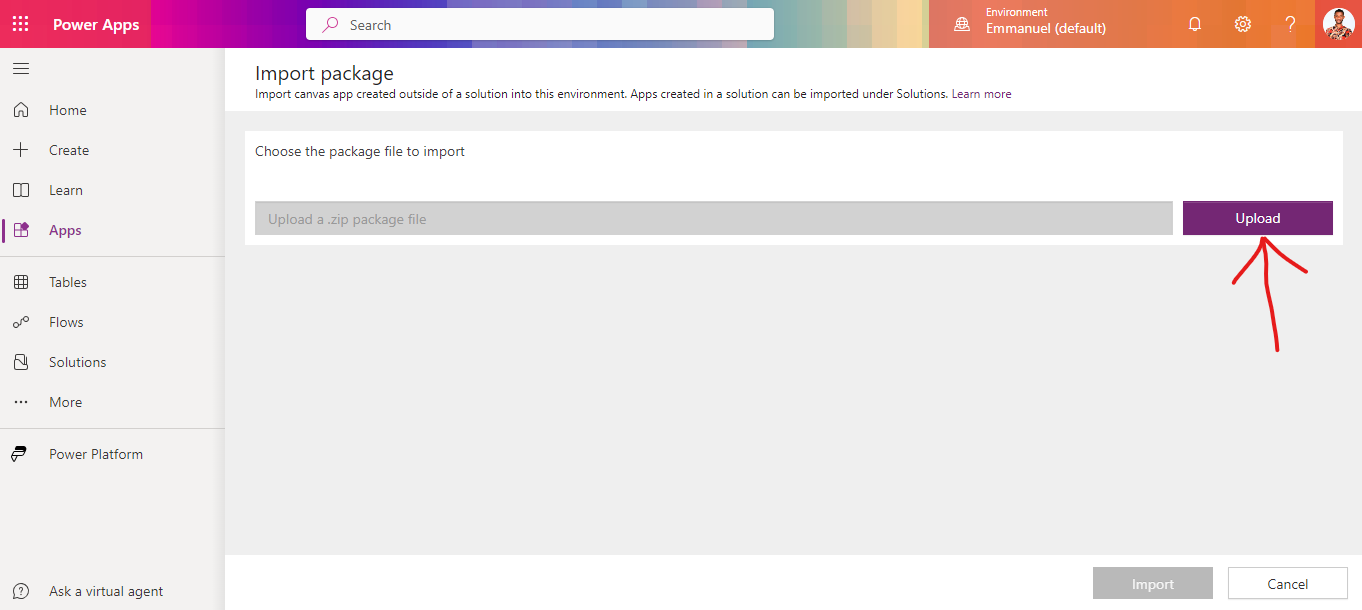 Power Apps
Search
Environment
Emmanuel (default)
Import package
Import canvas app created outside of a solution into this environment. Apps created in a solution can be imported under Solutions. Learn more
Home
Create
Learn
Apps
Tables
Flows
Solutions
More
Power Platform
Ask a virtual agent
Choose the package file to import
Upload a .zip package file
Upload
Import
Cancel